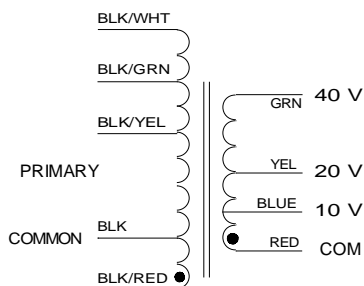 BLK/WHT
BLK/GRN
BLK/YEL
PRIMARY
COMMON BLK
BLK/RED
GRN 40 V
YEL 20 V
BLUE 10 V
RED COM